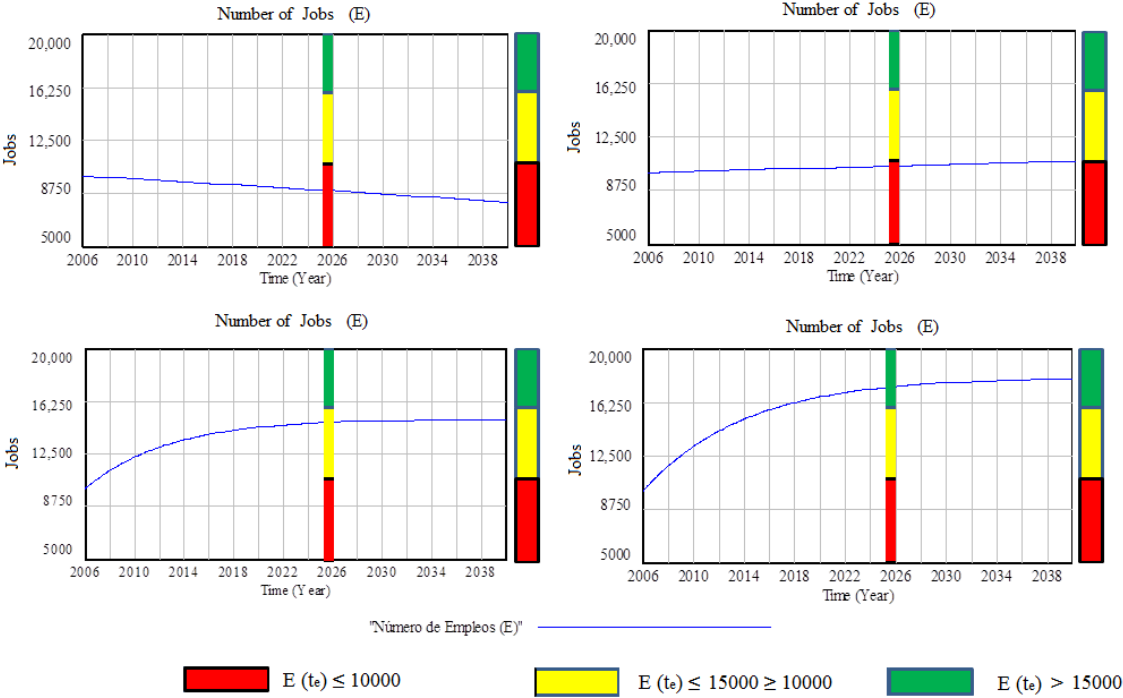 Number of Jobs (E)
20,000
16,250
12,500
8750
5000
Jobs
2006 2010 2014 2018 2022 2026 2030 2034 2038
Time (Year)
Number of Jobs (E)
20,000
16,250
12,500
8750
5000
Jobs
2006 2010 2014 2018 2022 2026 2030 2034 2038
Time (Year)
Number of Jobs (E)
20,000
16,250
12,500
8750
5000
Jobs
2006 2010 2014 2018 2022 2026 2030 2034 2038
Time (Year)
Number of Jobs (E)
20,000
16,250
12,500
8750
5000
Jobs
2006 2010 2014 2018 2022 2026 2030 2034 2038
Time (Year)
"Número de Empleos (E)"
E (te) ≤ 10000
E (te) ≤ 15000 ≥ 10000
E (te) > 15000